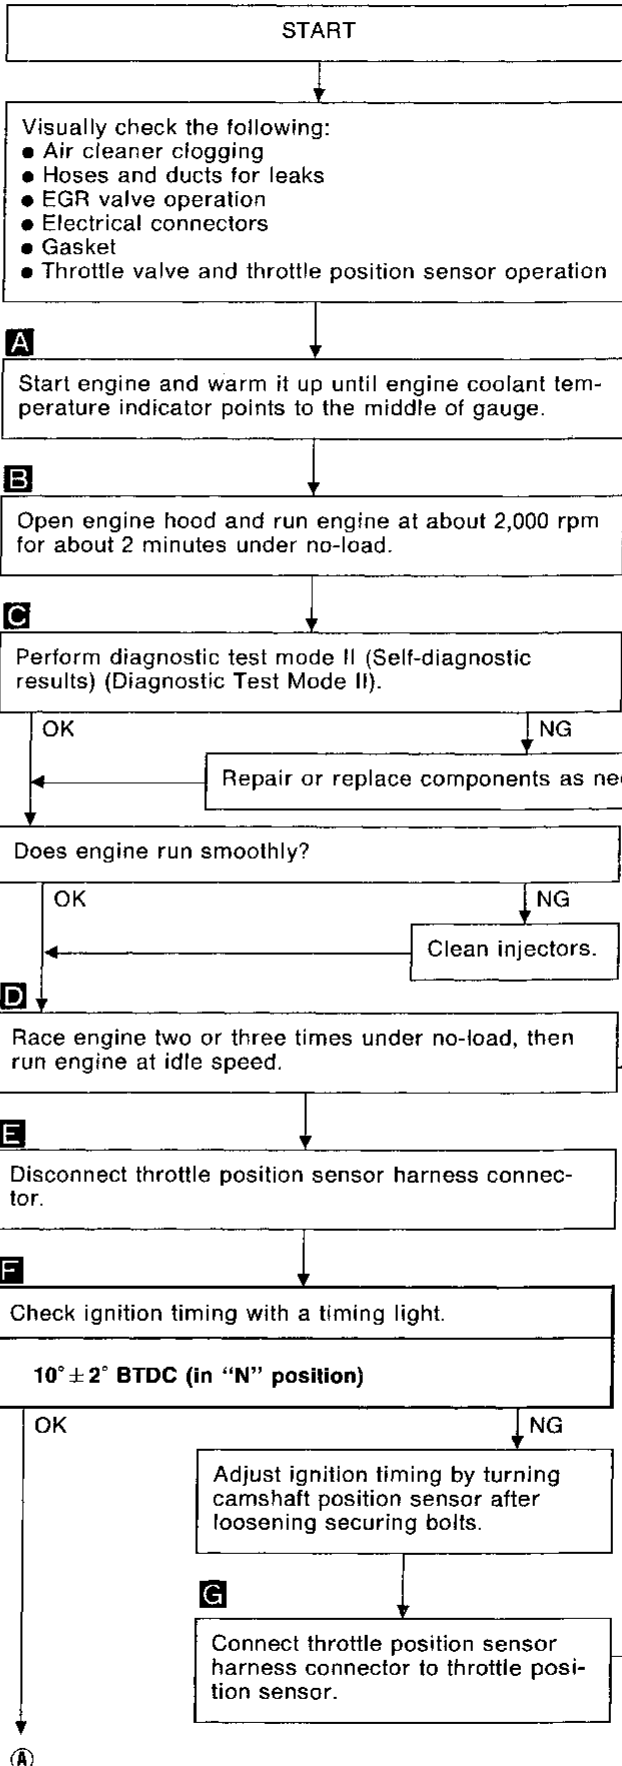 START
Visually check the following:
● Air cleaner clogging
● Hoses and ducts for leaks
● EGR valve operation
● Electrical connectors
● Gasket
● Throttle valve and throttle position sensor operation
A
Start engine and warm it up until engine coolant tem-
perature indicator points to the middle of gauge.
B
Open engine hood and run engine at about 2,000 rpm
for about 2 minutes under no-load.
C
Perform diagnostic test mode II (Self-diagnostic
results) (Diagnostic Test Mode II).
OK NG
Repair or replace components as
Does engine run smoothly?
OK NG
Clean injectors.
D
Race engine two or three times under no-load, then
run engine at idle speed.
E
Disconnect throttle position sensor harness connec-
tor.
F
Check ignition timing with a timing light.
10° ± 2° BTDC (in “N” position)
OK NG
Adjust ignition timing by turning
camshaft position sensor after
loosening securing bolts.
G
Connect throttle position sensor
harness connector to throttle posi-
tion sensor.
Ⓐ